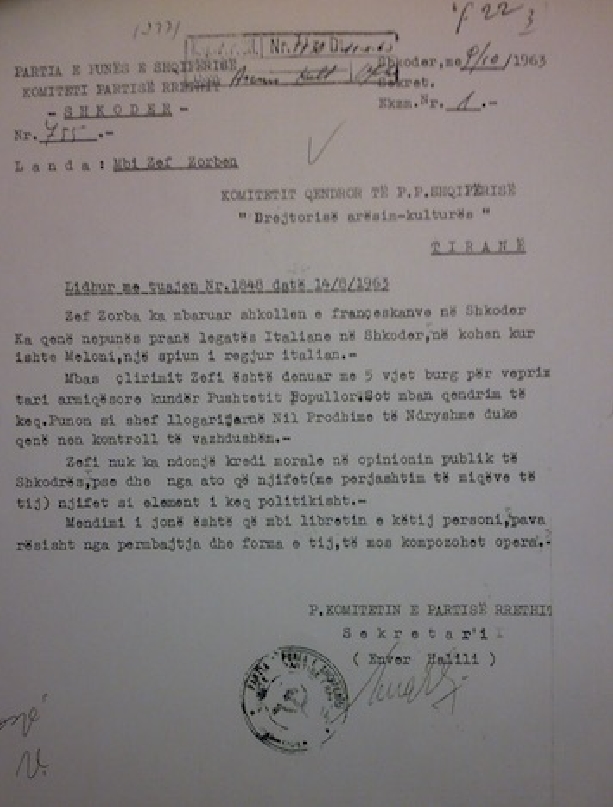 PARTIA E PUNËS E SHQIPËRISË
KOMITETI PARTISË RRETHIT
- SHKODER -
Nr. 755 .-
Shkoder, me 9/10/1963
Sekret.
Ekzm. Nr. 1.-
L a n d a : Mbi Zef Zorben
KOMITETIT QENDROR TË P.P.SHQIPËRISË
" Drejtorisë arësim-kulturës "
TIRANË
Lidhur me tuajen Nr.1848 datë 14/8/1963
Zef Zorba ka mbaruar shkollen e françeskanve në Shkoder
Ka qenë nepunës pranë legatës Italiane në Shkoder,në kohen kur
ishte Meloni,një spiun i regjur italian.-
Mbas çlirimit Zefi është denuar me 5 vjet burg për veprix
tari armiqësore kundër Pushtetit Popullor.Sot mban qendrim të
keq.Punon si shef llogarije në Nil Prodhime të Ndryshme duke
qenë nen kontroll të vazhdushëm.-
Zefi nuk ka ndonjë kredi morale në opinionin publik të
Shkodrës,pse dhe nga ato që njifet(me perjashtim të miqëve të
tij) njifet si element i keq politikisht.-
Mendimi i jonë është që mbi libretin e këtij personi,pava
rësisht nga permbajtja dhe forma e tij,të mos kompozohet opera.-
P.KOMITETIN E PARTISË RRETHIT
S e k r e t a r i
( Enver Halili )